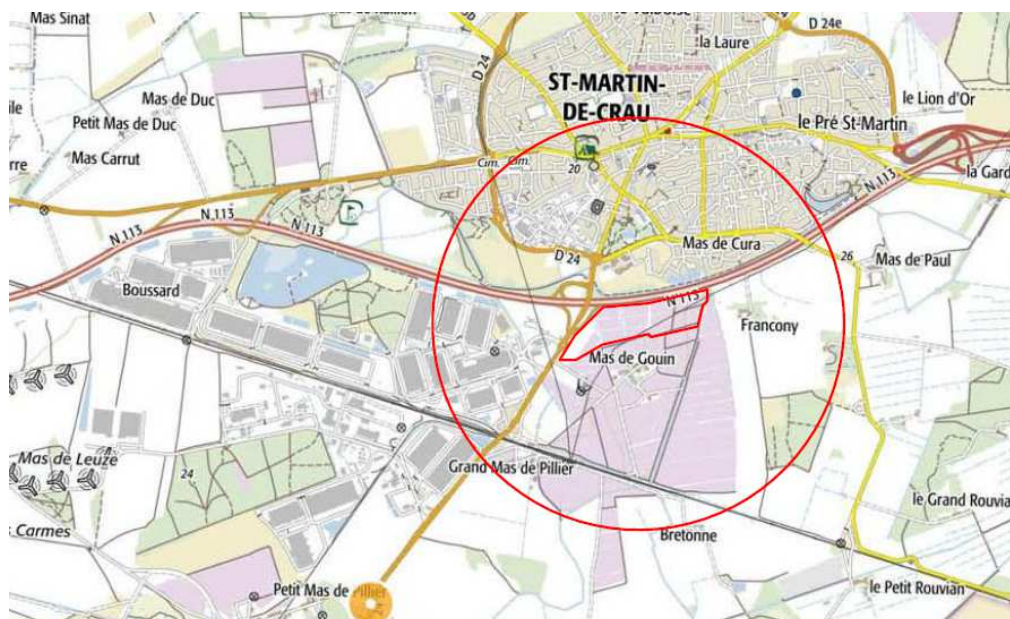 Mas Sinat
D 24e
la Laure
D 24
ST-MARTIN-
DE-CRAU
Mas de Duc
le Lion d'Or
Petit Mas de Duc
le Pré St-Martin
Mas Carrut
Cim.
Cim.
20
la Gard
N 113
N 113
N 113
N 113
P
Mas de Cura
D 24
26
Mas de Paul
Boussard
N 113
Francony
Mas de Gouin
Mas de Leuze
24
Grand Mas de Pillier
le Grand Rouvia
Carmes
Bretonne
Petit Mas de Pillier
le Petit Rouvian